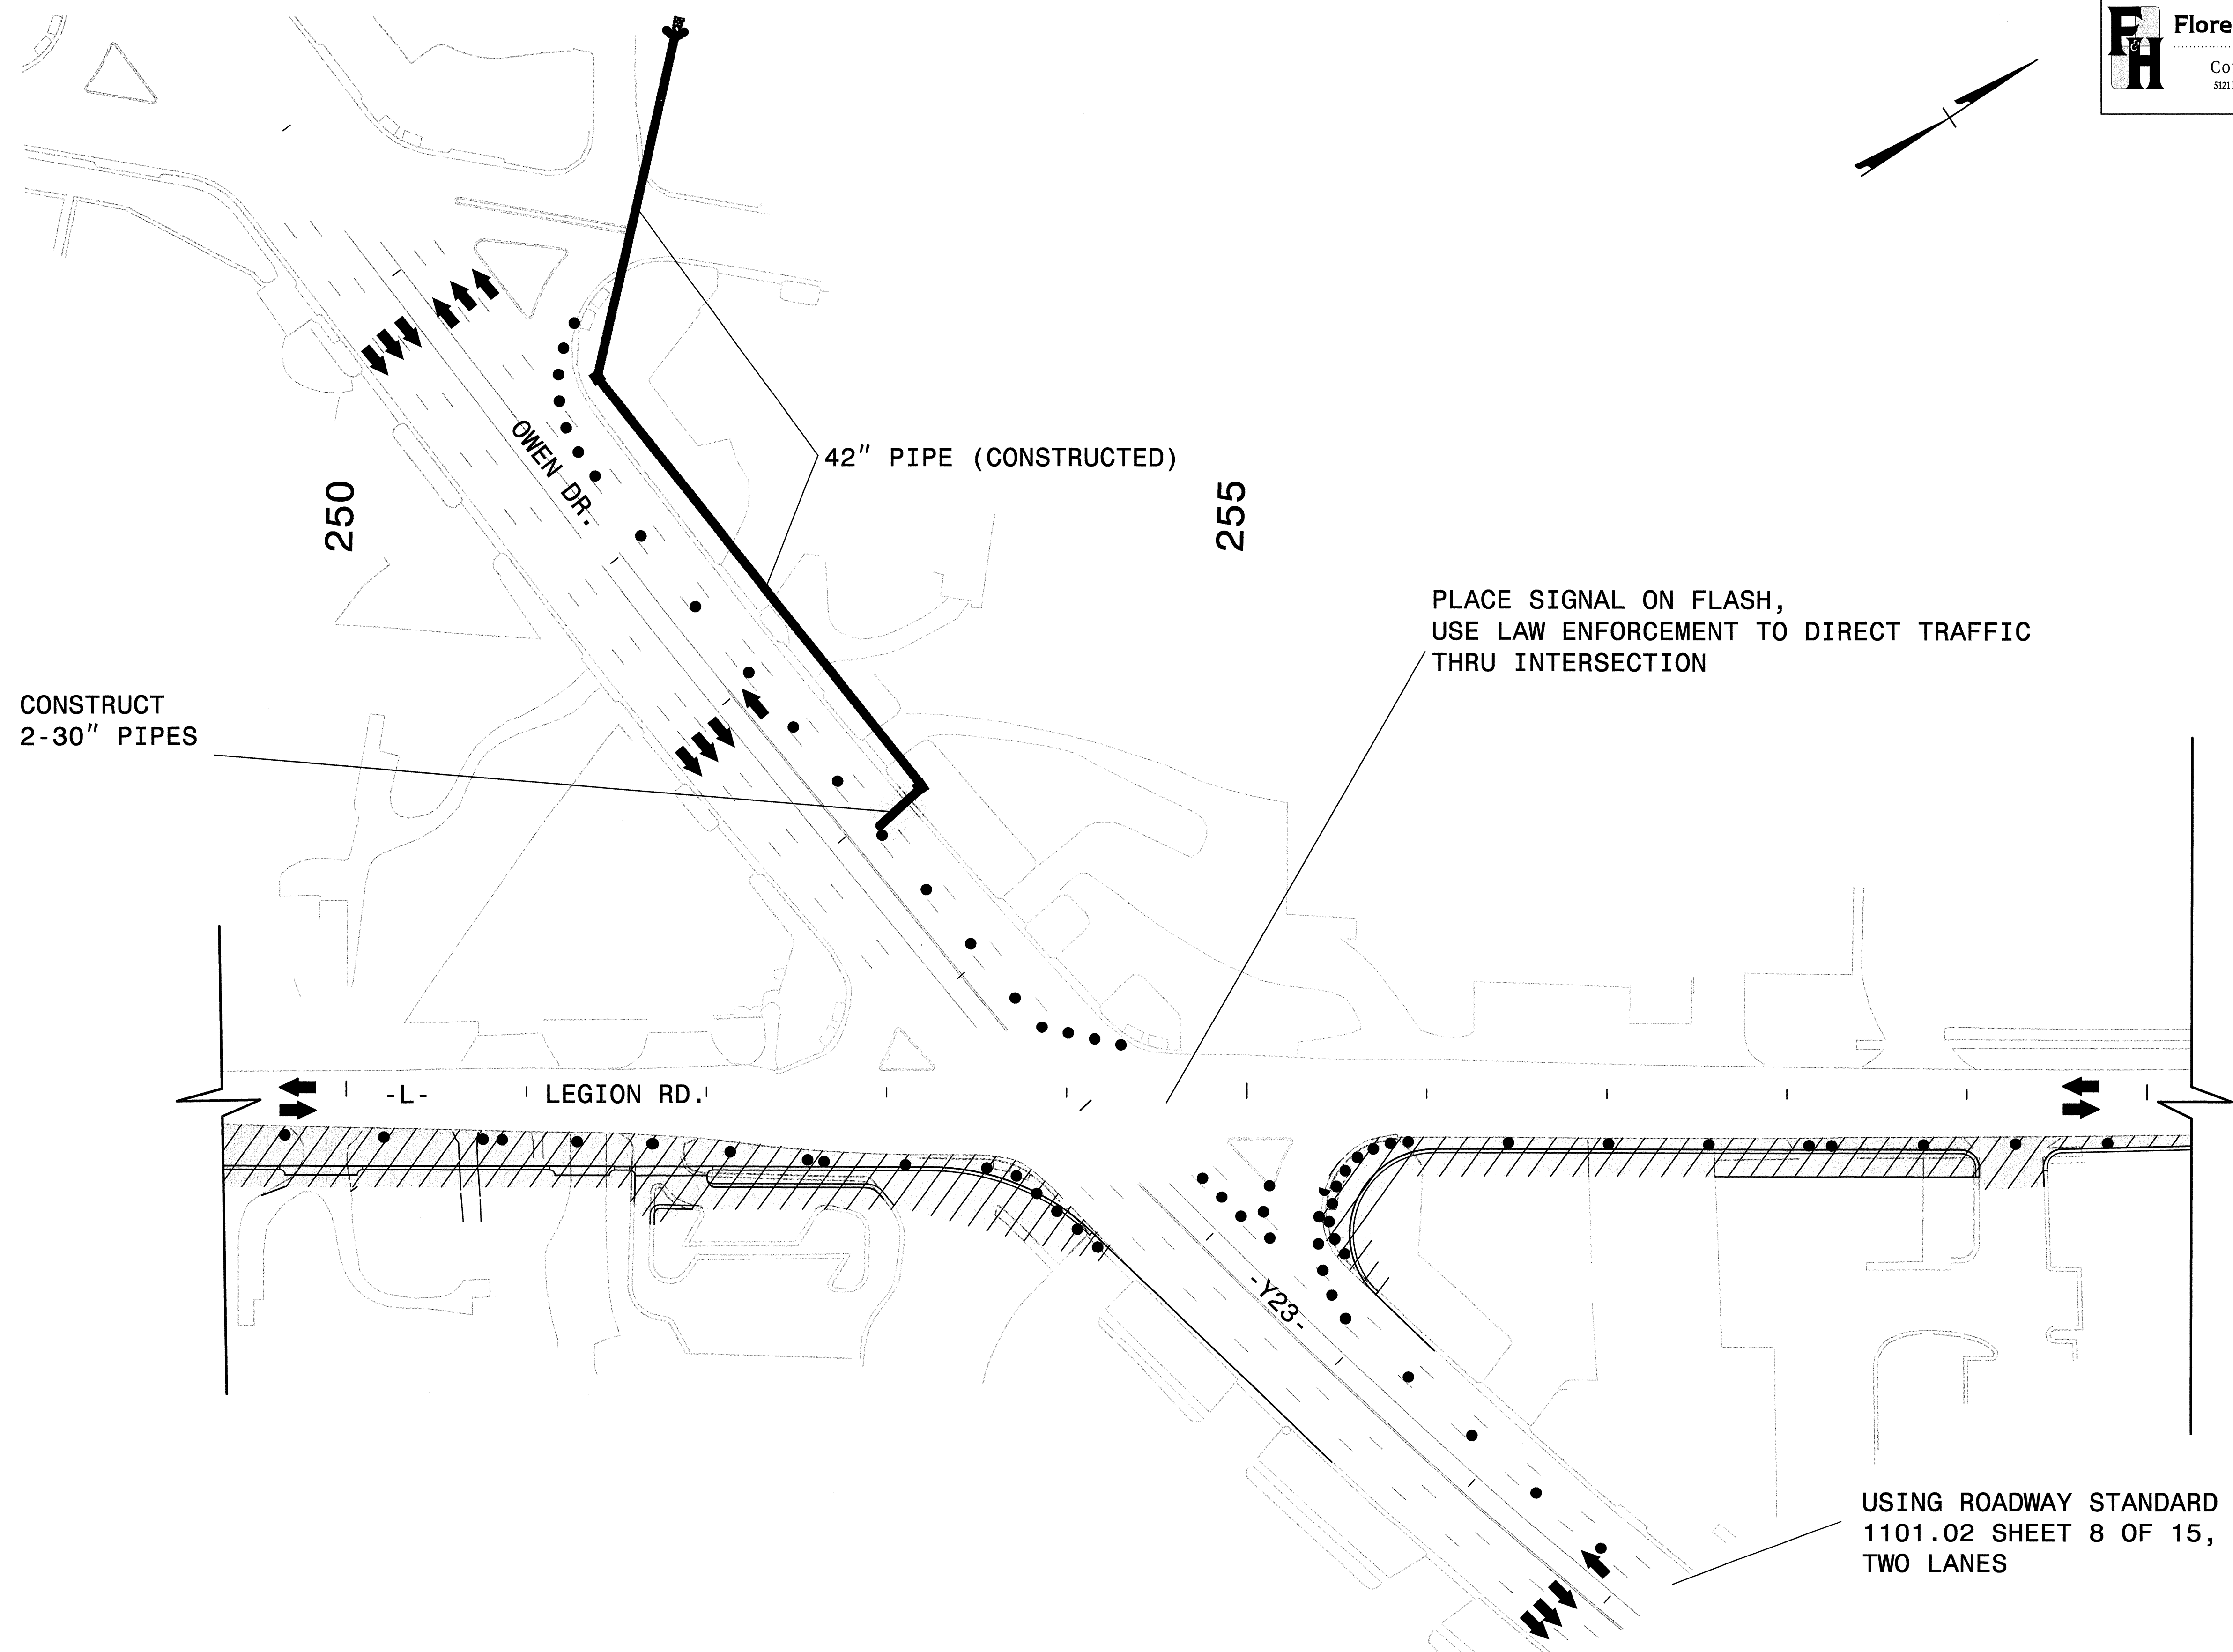 F&H
42" PIPE (CONSTRUCTED)
OWEN DR.
250
255
PLACE SIGNAL ON FLASH,
USE LAW ENFORCEMENT TO DIRECT TRAFFIC
THRU INTERSECTION
CONSTRUCT
2-30" PIPES
-L-
LEGION RD.
-Y23-
USING ROADWAY STANDARD
1101.02 SHEET 8 OF 15,
TWO LANES